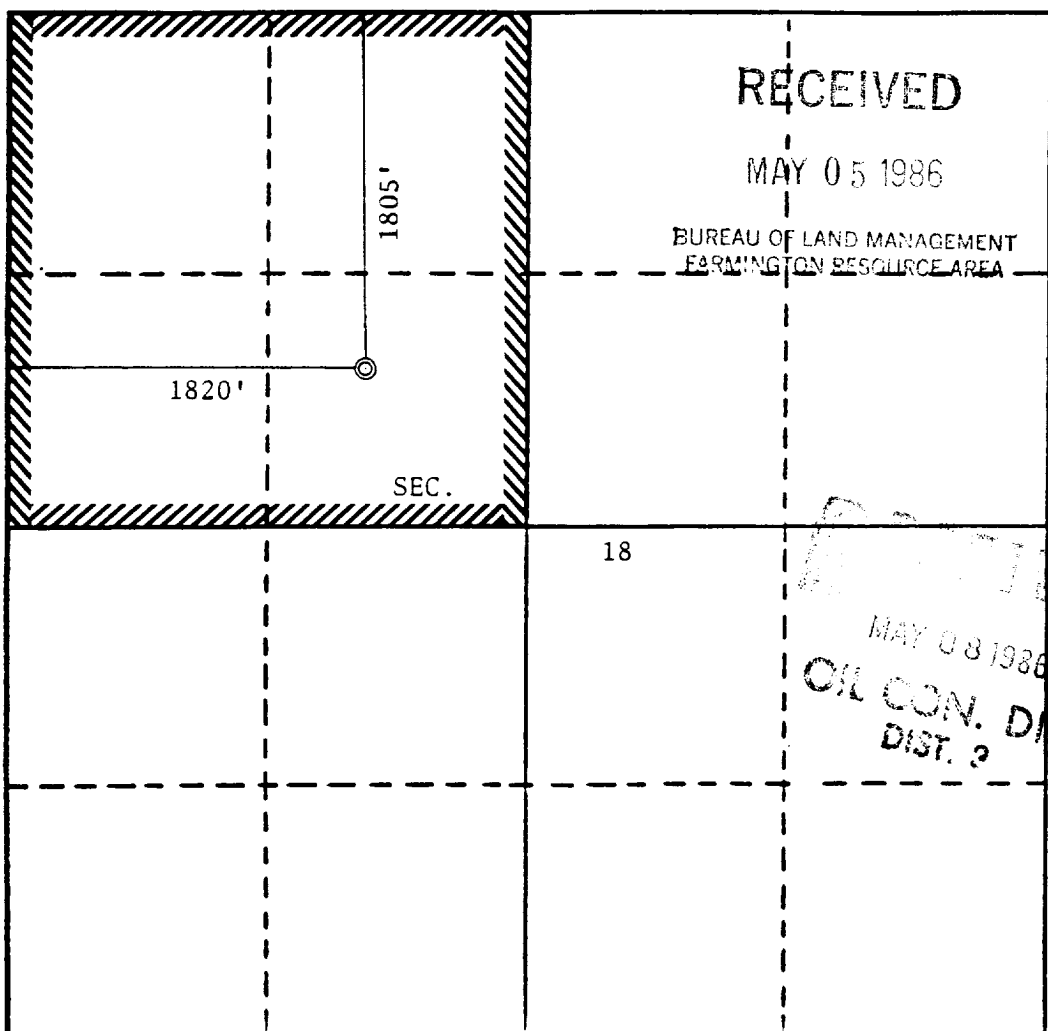 RECEIVED
MAY 05 1986
BUREAU OF LAND MANAGEMENT
FARMINGTON RESOURCE AREA
1805'
1820'
SEC.
18
MAY 08 1986
OIL CON. DI
DIST. 3